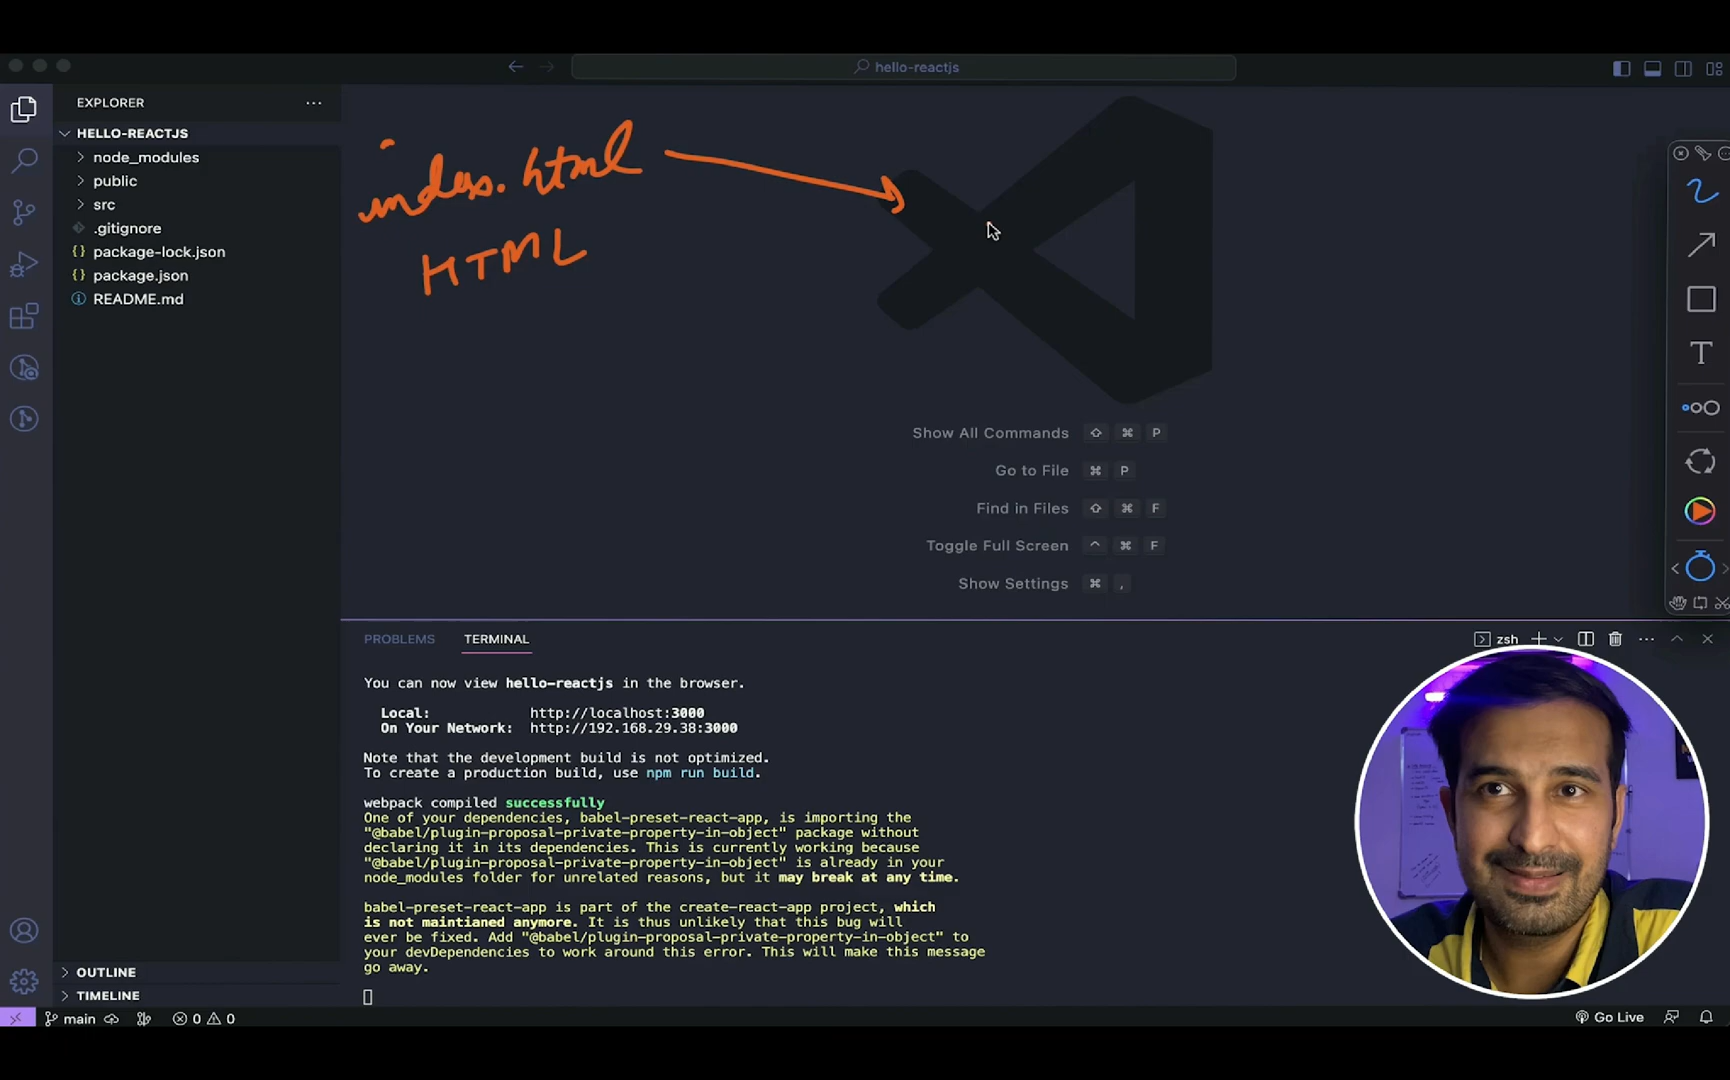 hello-reactjs
EXPLORER
HELLO-REACTJS
node_modules
public
src
.gitignore
{} package-lock.json
{} package.json
README.md
OUTLINE
TIMELINE
index.html
HTML
Show All Commands ⇧ ⌘ P
Go to File ⌘ P
Find in Files ⇧ ⌘ F
Toggle Full Screen ^ ⌘ F
Show Settings ⌘ ,
T
PROBLEMS TERMINAL
zsh
You can now view hello-reactjs in the browser.
Local: http://localhost:3000
On Your Network: http://192.168.29.38:3000
Note that the development build is not optimized.
To create a production build, use npm run build.
webpack compiled successfully
One of your dependencies, babel-preset-react-app, is importing the
"@babel/plugin-proposal-private-property-in-object" package without
declaring it in its dependencies. This is currently working because
"@babel/plugin-proposal-private-property-in-object" is already in your
node_modules folder for unrelated reasons, but it may break at any time.
babel-preset-react-app is part of the create-react-app project, which
is not maintianed anymore. It is thus unlikely that this bug will
ever be fixed. Add "@babel/plugin-proposal-private-property-in-object" to
your devDependencies to work around this error. This will make this message
go away.
main 0 0 Go Live